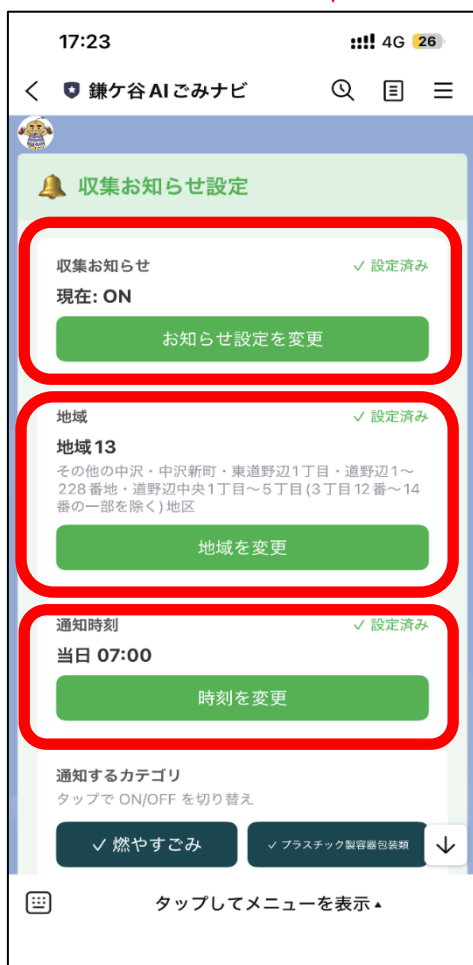 17:23
4G 26
鎌ケ谷AIごみナビ
収集お知らせ設定
収集お知らせ
✓ 設定済み
現在: ON
お知らせ設定を変更
地域
✓ 設定済み
地域13
その他の中沢・中沢新町・東道野辺1丁目・道野辺1～
228番地・道野辺中央1丁目～5丁目(3丁目12番～14
番の一部を除く)地区
地域を変更
通知時刻
✓ 設定済み
当日 07:00
時刻を変更
通知するカテゴリ
タップで ON/OFF を切り替え
✓ 燃やすごみ
✓ プラスチック製容器包装類
タップしてメニューを表示